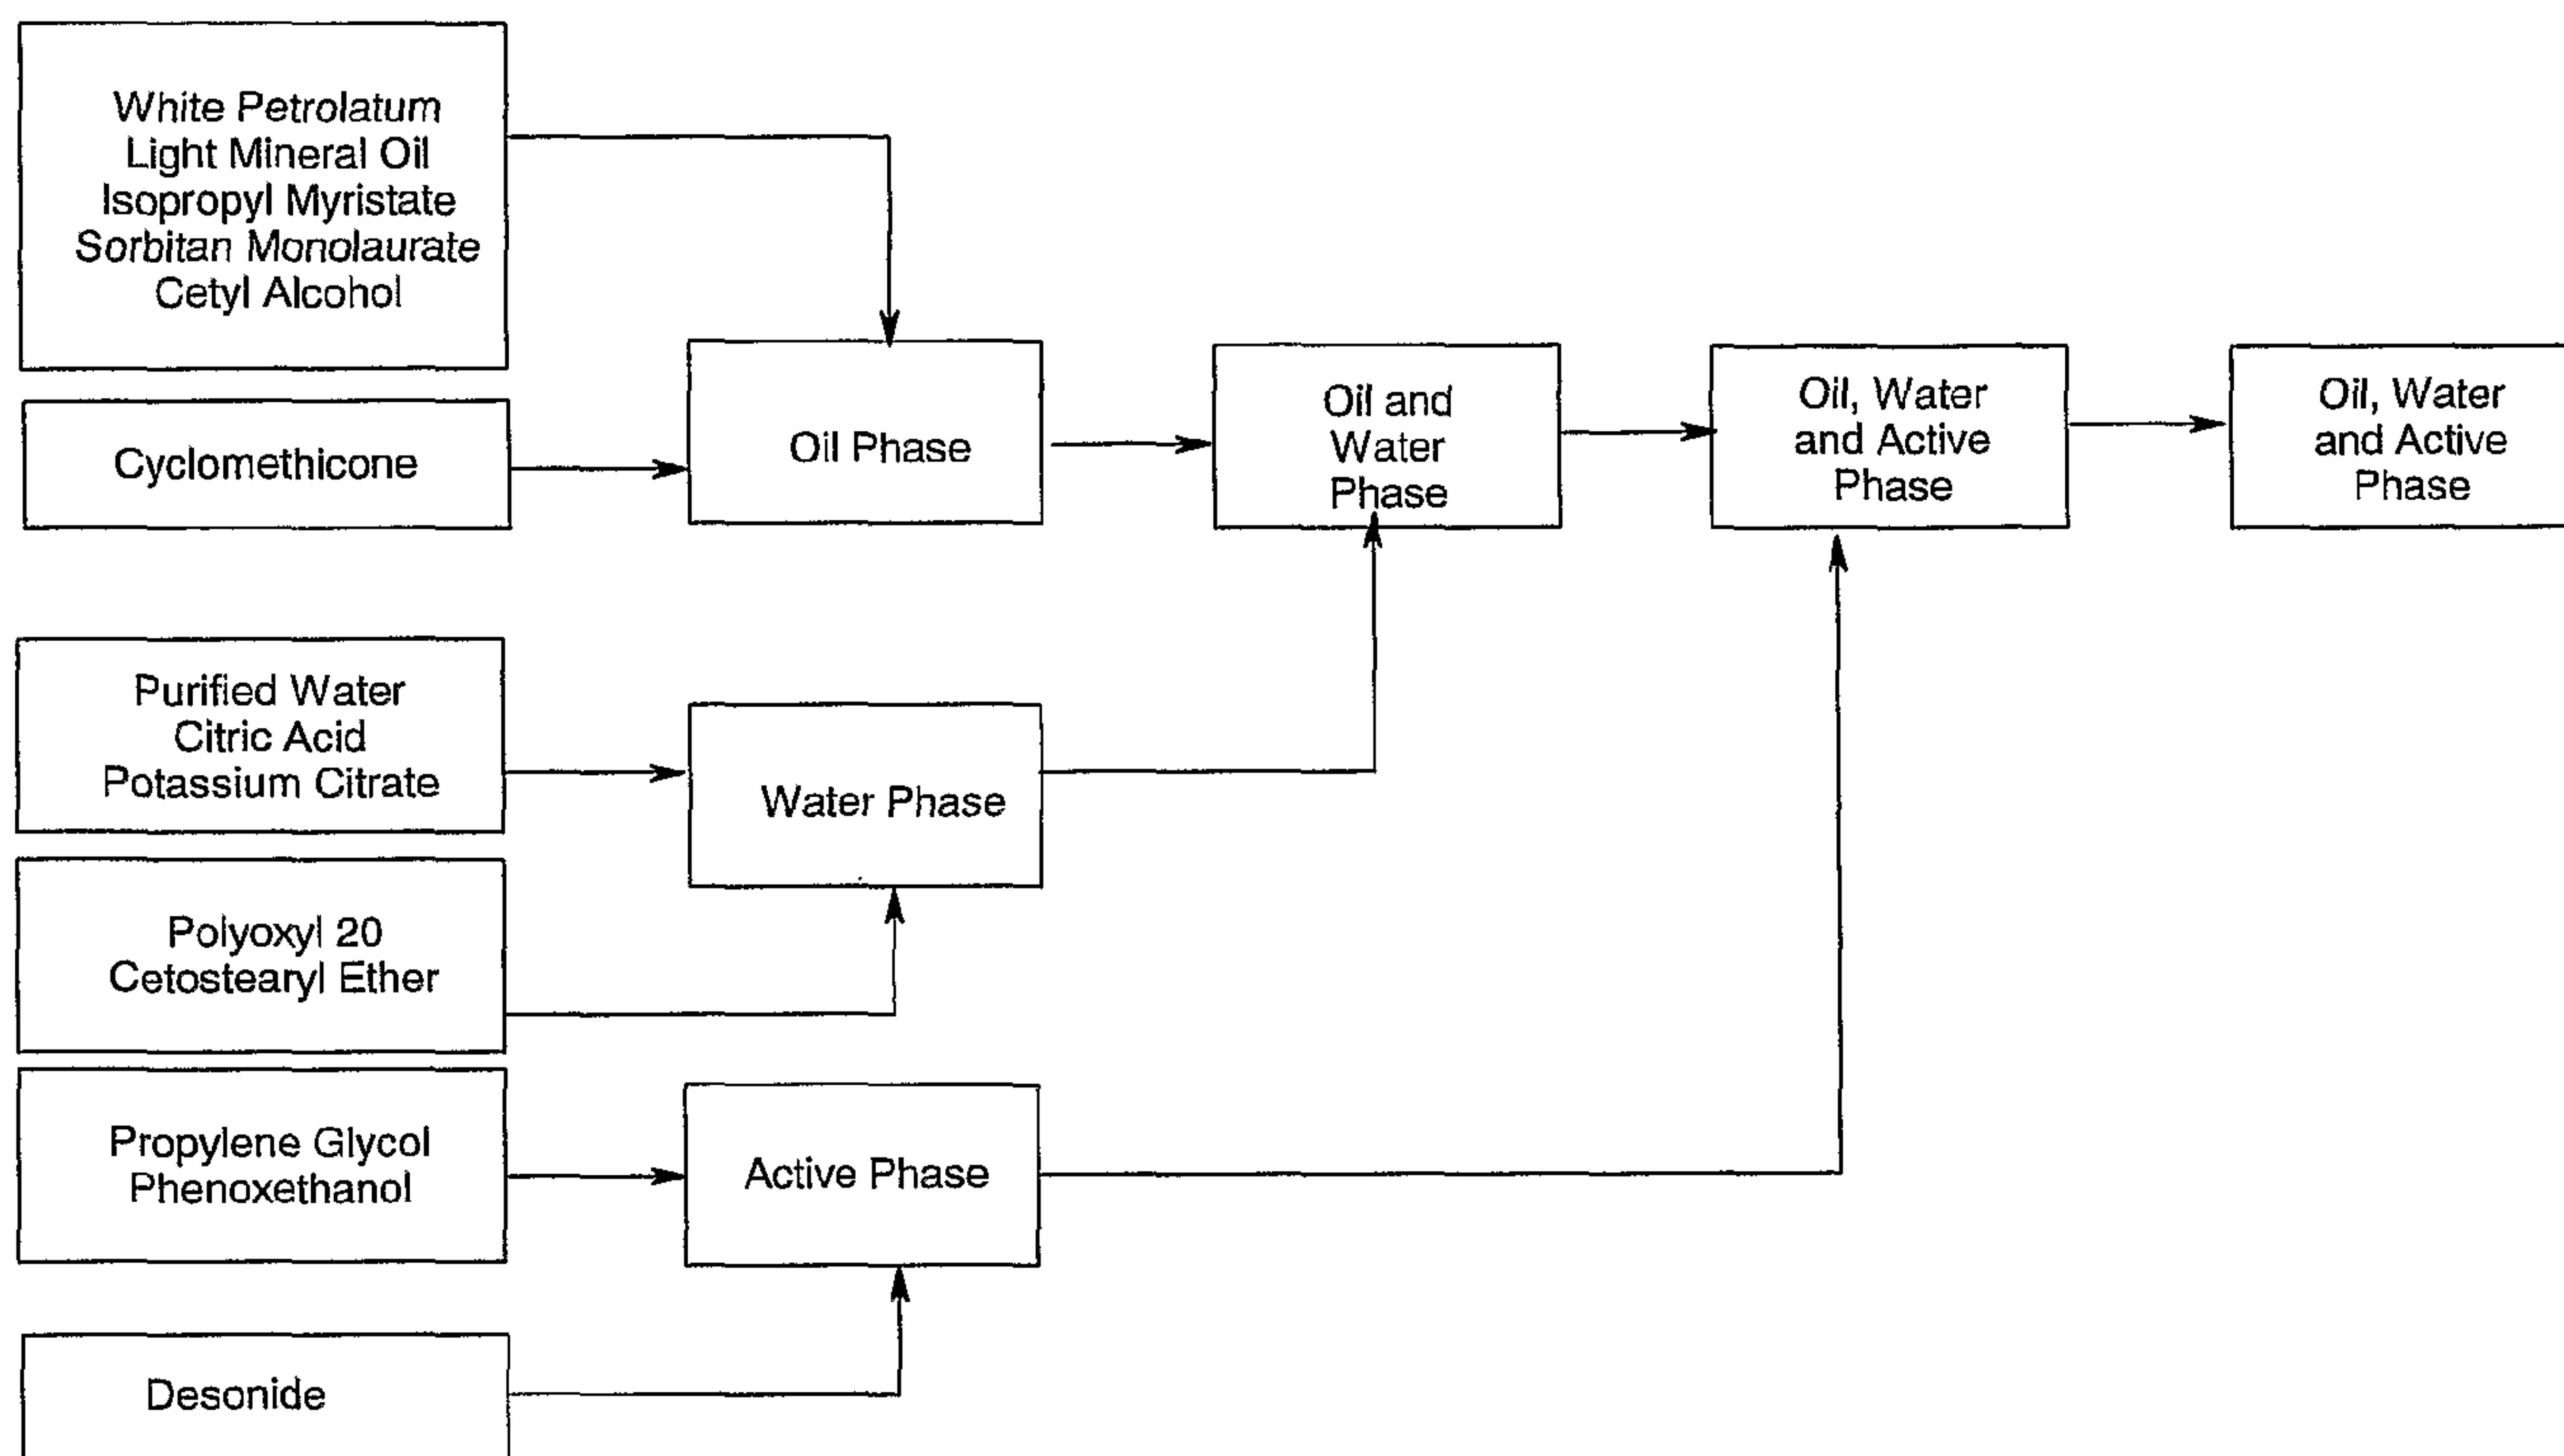 White Petrolatum
Light Mineral Oil
Isopropyl Myristate
Sorbitan Monolaurate
Cetyl Alcohol
Cyclomethicone
Oil Phase
Oil and
Water
Phase
Oil, Water
and Active
Phase
Oil, Water
and Active
Phase
Purified Water
Citric Acid
Potassium Citrate
Water Phase
Polyoxyl 20
Cetostearyl Ether
Propylene Glycol
Phenoxethanol
Active Phase
Desonide